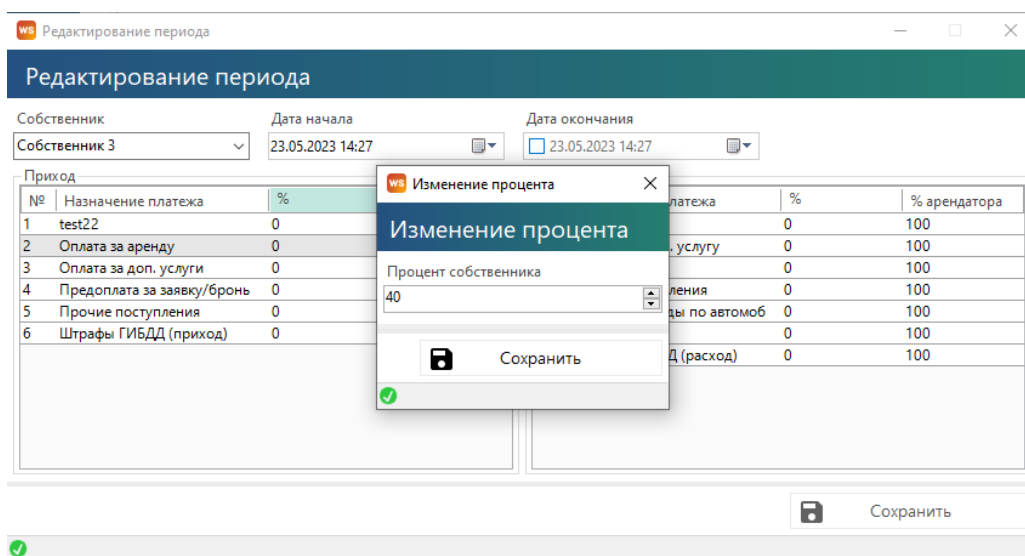 WS Редактирование периода
Редактирование периода
Собственник Дата начала Дата окончания
Собственник 3 23.05.2023 14:27 23.05.2023 14:27
Приход
№ Назначение платежа %
1 test22 0
2 Оплата за аренду 0
3 Оплата за доп. услуги 0
4 Предоплата за заявку/бронь 0
5 Прочие поступления 0
6 Штрафы ГИБДД (приход) 0
WS Изменение процента
Изменение процента
Процент собственника
40
Сохранить
латежа % % арендатора
0 100
. услугу 0 100
0 100
ления 0 100
ды по автомоб 0 100
0 100
Д (расход) 0 100
Сохранить